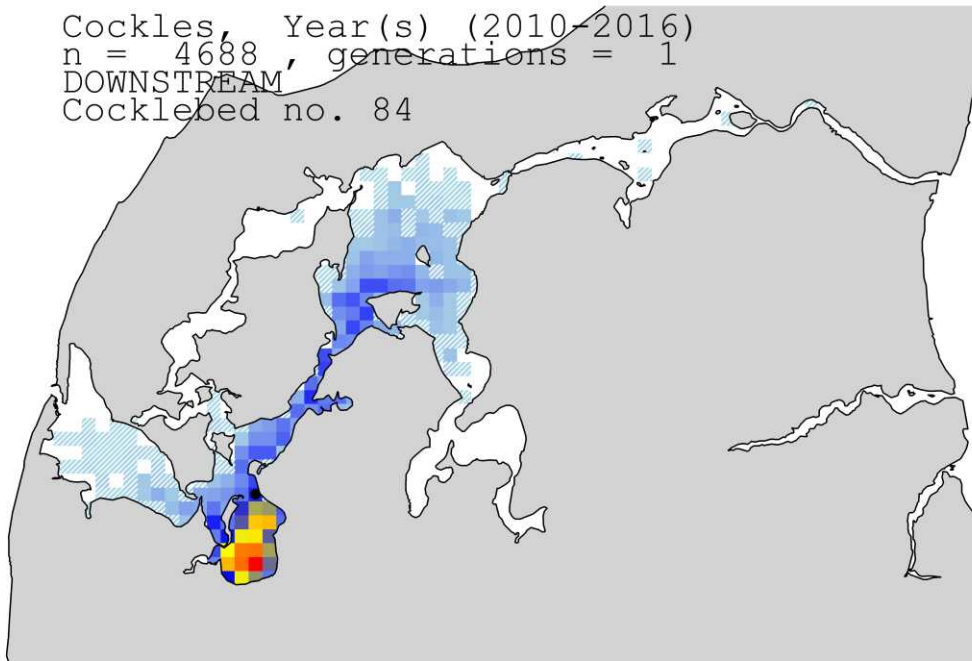 Cockles, Year(s) (2010-2016)
n = 4688 , generations = 1
DOWNSTREAM
Cocklebed no. 84